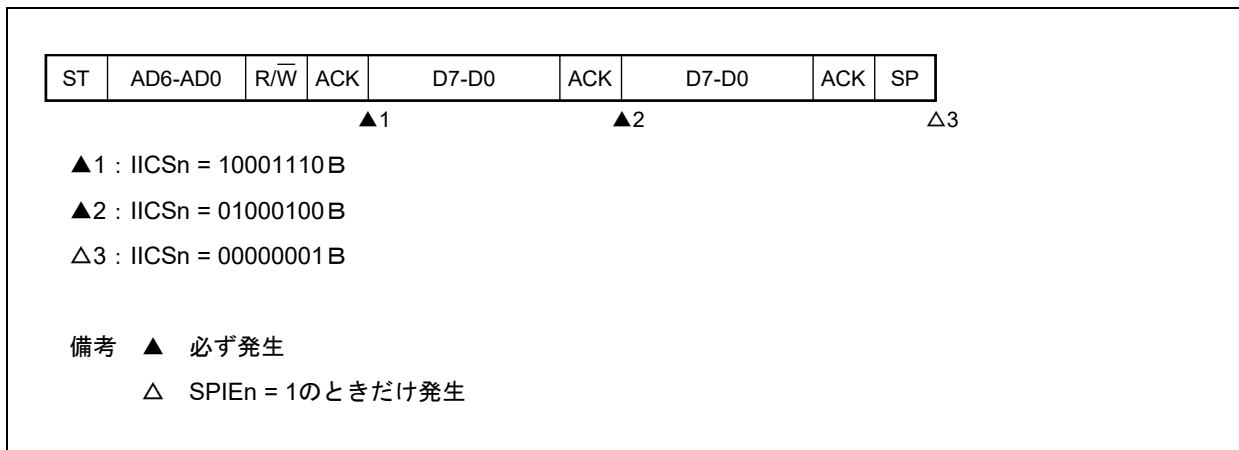 ST AD6-AD0 R/W̅ ACK D7-D0 ACK D7-D0 ACK SP
▲1 ▲2 △3
▲1：IICSn = 10001110B
▲2：IICSn = 01000100B
△3：IICSn = 00000001B
備考 ▲ 必ず発生
△ SPIEn = 1のときだけ発生